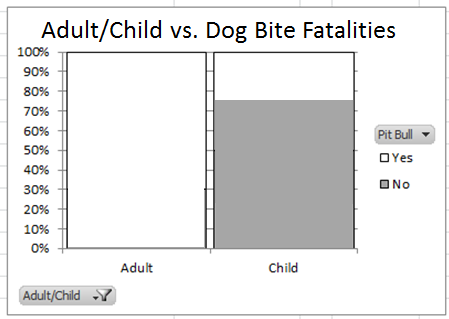 Adult/Child vs. Dog Bite Fatalities
100%
90%
80%
70%
60%
50%
40%
30%
20%
10%
0%
Adult
Child
Pit Bull
Yes
No
Adult/Child